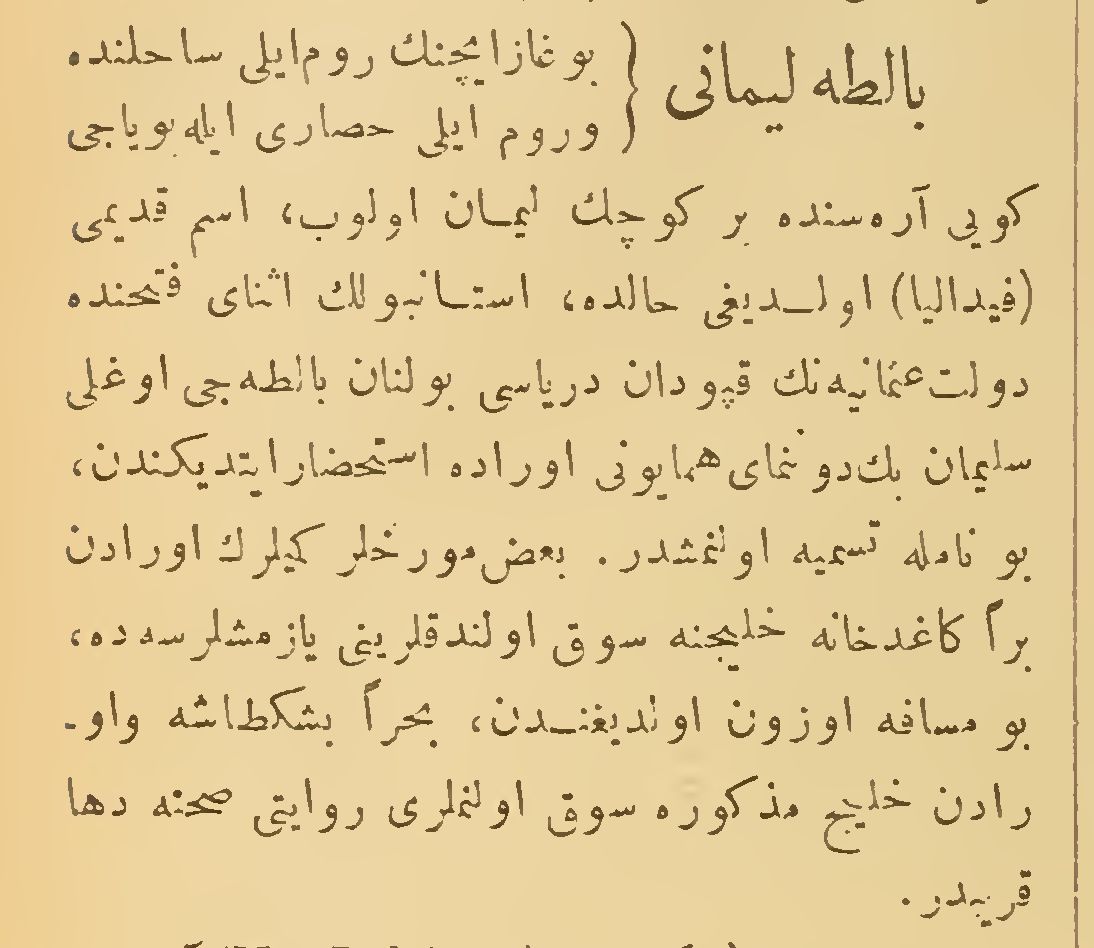 بالطه لیمانی } بوغازایچنك روم‌ایلی ساحلنده
وروم ایلی حصاری ایله بویاجی
کویی آره‌سنده بر کوچك لیمان اولوب، اسم قدیمی
(فیدالیا) اولدیغی حالده، استانبولك اثنای فتحنده
دولت عثمانیه‌نك قپودان دریاسی بولنان بالطه‌جی اوغلی
سلیمان بك دونمای همایونی اوراده استحضار ایتدیکندن،
بو نامله تسمیه اولنمشدر. بعض مورخلر کمیلرك اورادن
براً کاغدخانه خلیجنه سوق اولندقلرینی یازمشلرسه‌ده،
بو مسافه اوزون اولدیغندن، بحراً بشکطاشه واو-
رادن خلیج مذکوره سوق اولنملری روایتی صحته دها
قریبدر.